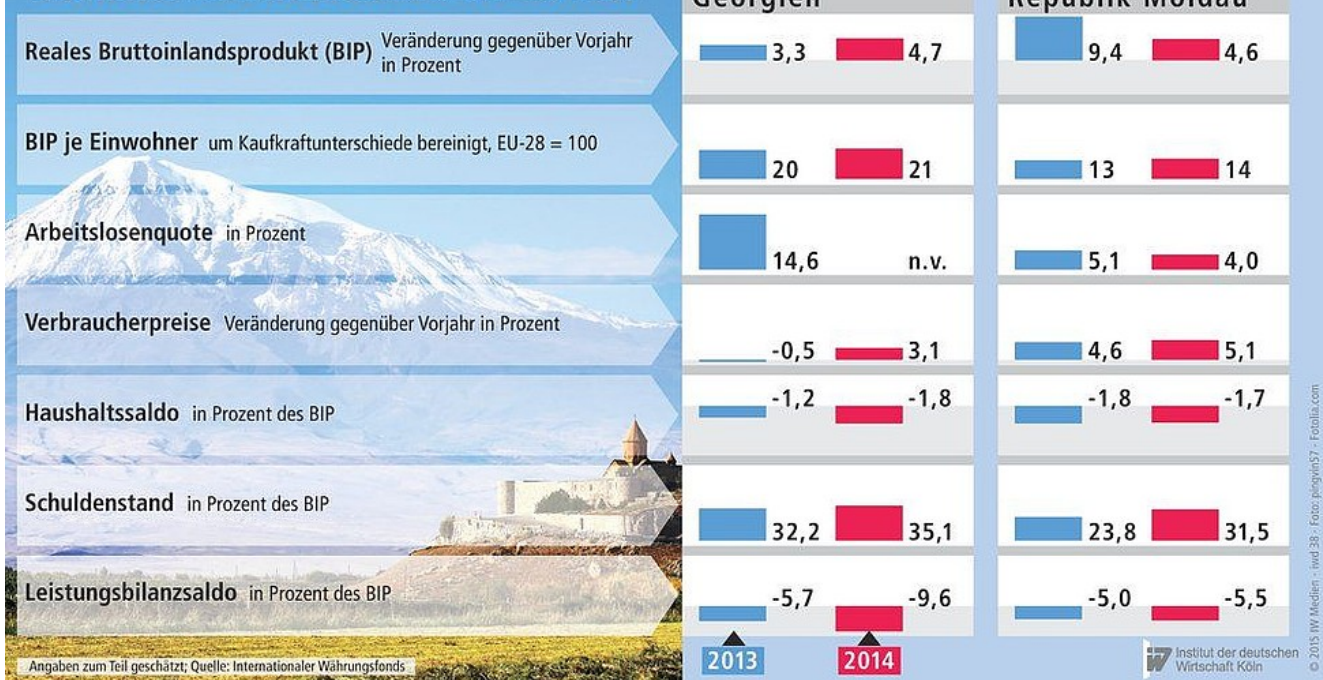 Georgien Republik Moldau
Reales Bruttoinlandsprodukt (BIP) Veränderung gegenüber Vorjahr
in Prozent
3,3 4,7 9,4 4,6
BIP je Einwohner um Kaufkraftunterschiede bereinigt, EU-28 = 100
20 21 13 14
Arbeitslosenquote in Prozent
14,6 n.v. 5,1 4,0
Verbraucherpreise Veränderung gegenüber Vorjahr in Prozent
-0,5 3,1 4,6 5,1
Haushaltssaldo in Prozent des BIP
-1,2 -1,8 -1,8 -1,7
Schuldenstand in Prozent des BIP
32,2 35,1 23,8 31,5
Leistungsbilanzsaldo in Prozent des BIP
-5,7 -9,6 -5,0 -5,5
2013 2014
Angaben zum Teil geschätzt; Quelle: Internationaler Währungsfonds
iw Institut der deutschen
Wirtschaft Köln
© 2015 IW Medien · iwd 38 · Foto: pingvin57 - Fotolia.com